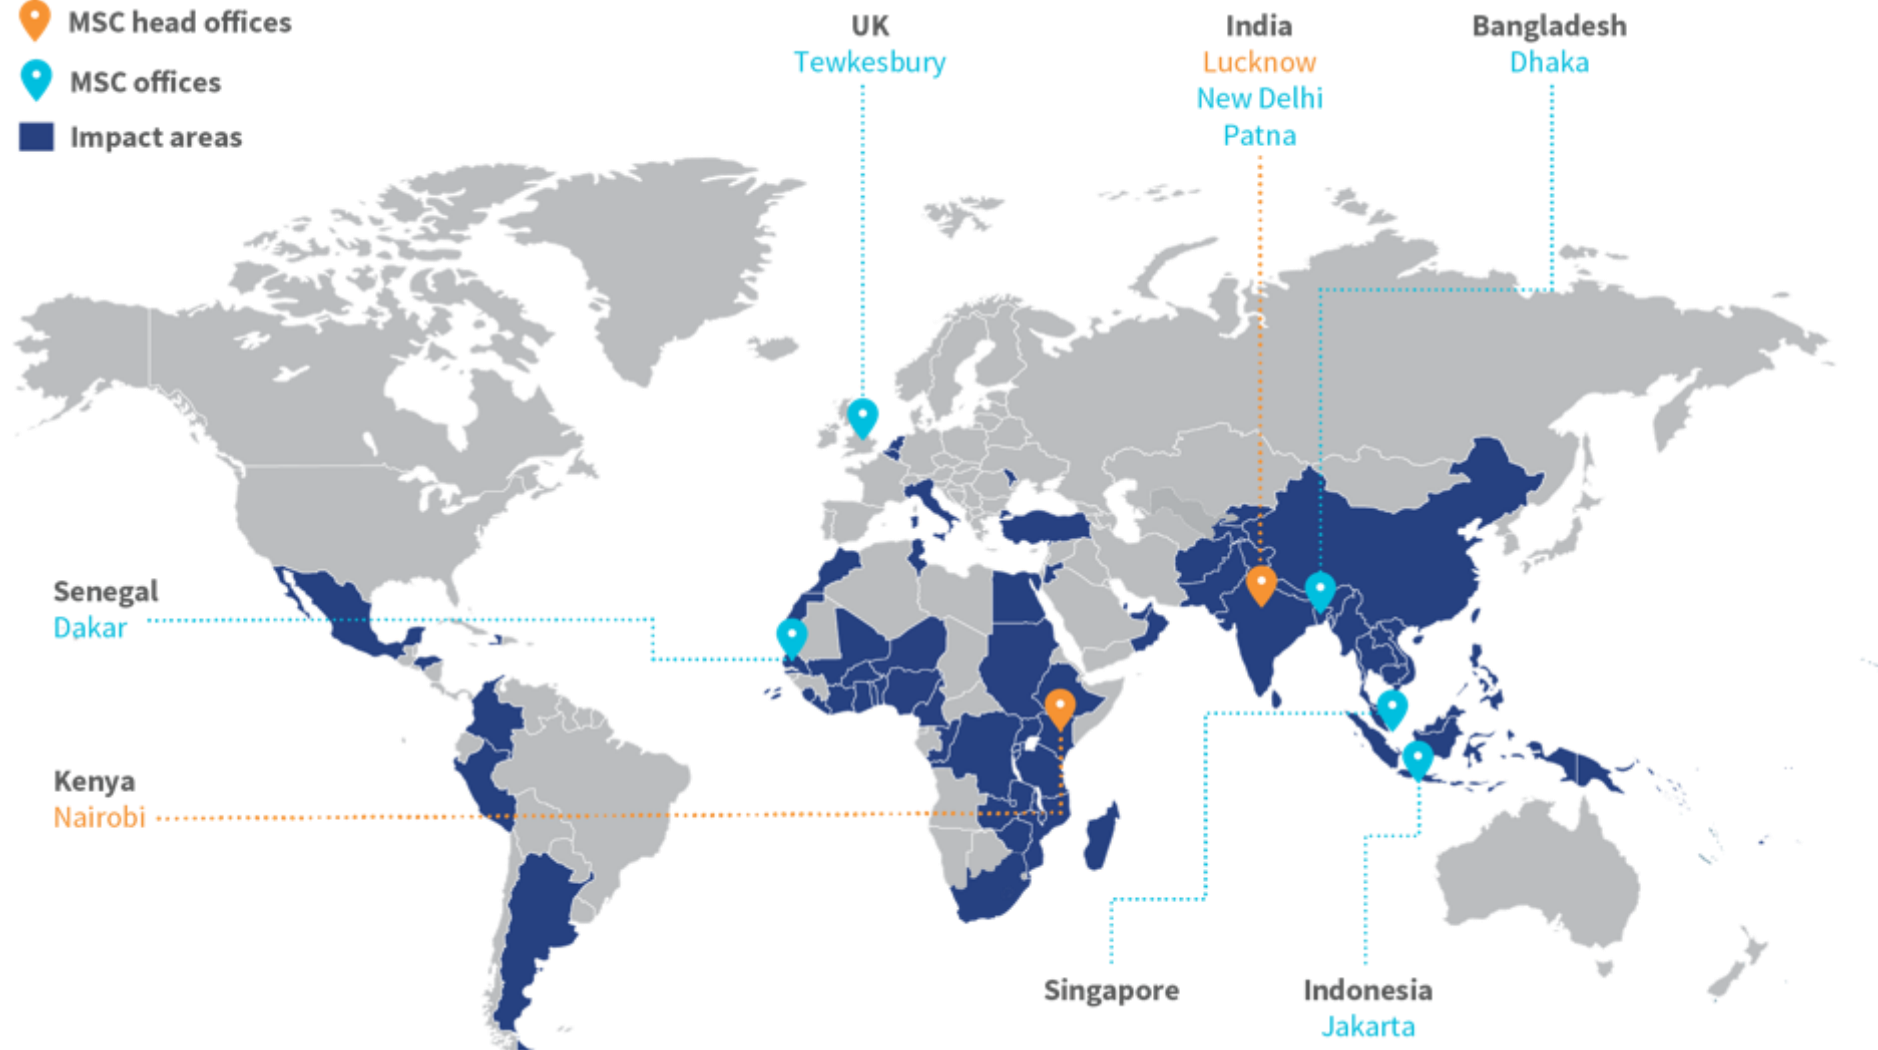 MSC head offices
MSC offices
Impact areas
UK
Tewkesbury
India
Lucknow
New Delhi
Patna
Bangladesh
Dhaka
Senegal
Dakar
Kenya
Nairobi
Singapore
Indonesia
Jakarta